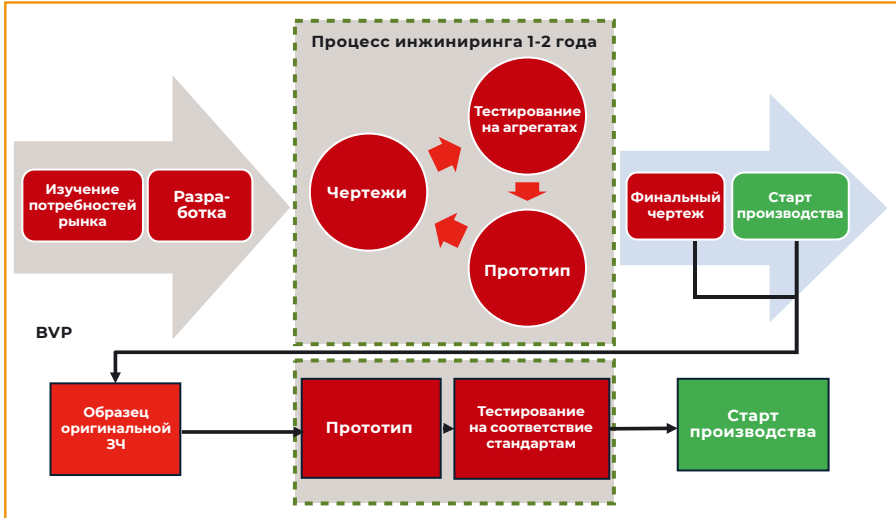 Процесс инжиниринга 1-2 года
Изучение
потребностей
рынка
Разра-
ботка
Чертежи
Тестирование
на агрегатах
Прототип
Финальный
чертеж
Старт
производства
BVP
Образец
оригинальной
ЗЧ
Прототип
Тестирование
на соответствие
стандартам
Старт
производства